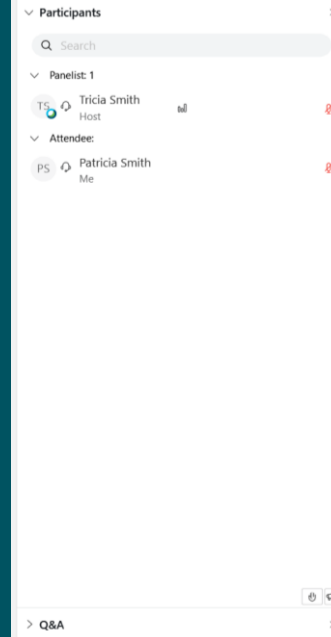 Participants
Search
Panelist: 1
TS
Tricia Smith
Host
Attendee:
PS
Patricia Smith
Me
Q&A